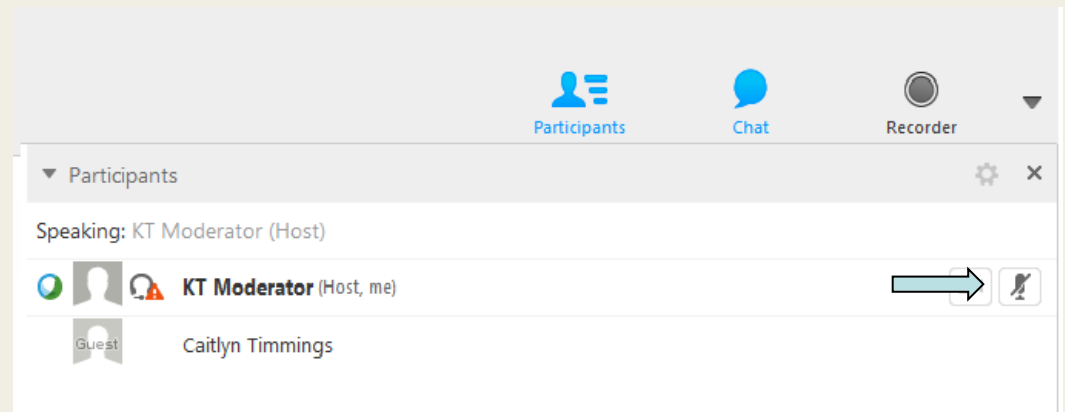 Participants Chat Recorder
Participants
Speaking: KT Moderator (Host)
KT Moderator (Host, me)
Guest Caitlyn Timmings